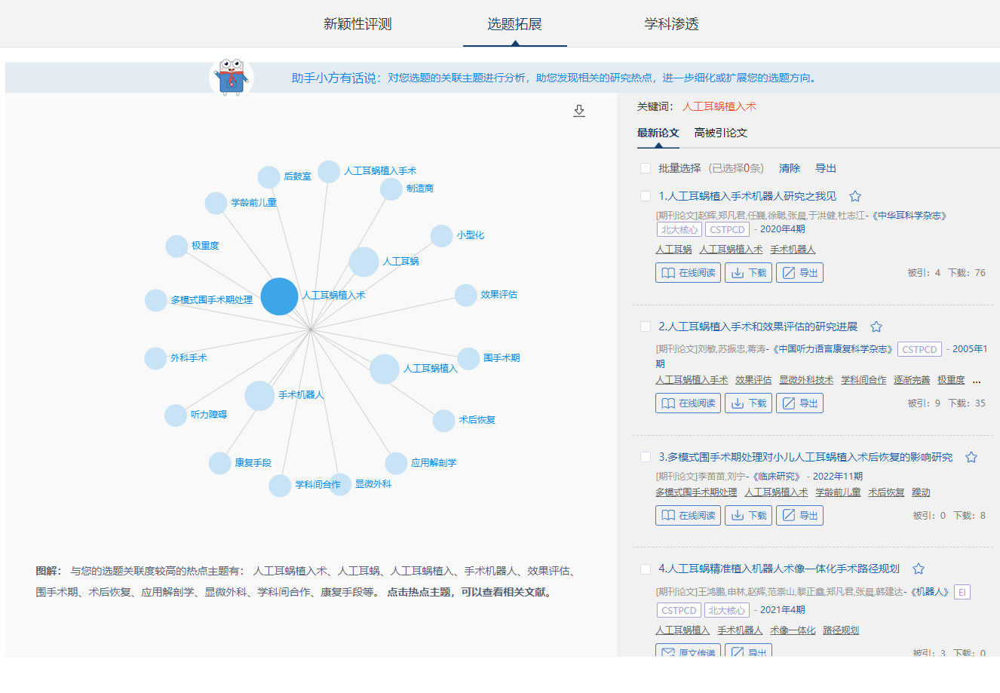 新颖性评测
选题拓展
学科渗透
助手小方有话说：对您选题的关联主题进行分析，助您发现相关的研究热点，进一步细化或扩展您的选题方向。
后鼓室
人工耳蜗植入手术
制造商
学龄前儿童
小型化
极重度
人工耳蜗
人工耳蜗植入术
效果评估
多模式围手术期处理
外科手术
围手术期
人工耳蜗植入
手术机器人
听力障碍
术后恢复
康复手段
应用解剖学
学科间合作
显微外科
图解： 与您的选题关联度较高的热点主题有： 人工耳蜗植入术、人工耳蜗、人工耳蜗植入、手术机器人、效果评估、
围手术期、术后恢复、应用解剖学、显微外科、学科间合作、康复手段等。 点击热点主题，可以查看相关文献。
关键词： 人工耳蜗植入术
最新论文 高被引论文
批量选择 (已选择0条) 清除 导出
1.人工耳蜗植入手术机器人研究之我见
[期刊论文]赵辉,郑凡君,任巍,徐聪,张晨,于洪健,杜志江-《中华耳科学杂志》
北大核心 CSTPCD - 2020年4期
人工耳蜗 人工耳蜗植入术 手术机器人
在线阅读 下载 导出 被引：4 下载：76
2.人工耳蜗植入手术和效果评估的研究进展
[期刊论文]刘敏,苏振忠,蒋涛-《中国听力语言康复科学杂志》 CSTPCD - 2005年1
期
人工耳蜗植入手术 效果评估 显微外科技术 学科间合作 逐渐完善 极重度 ...
在线阅读 下载 导出 被引：9 下载：35
3.多模式围手术期处理对小儿人工耳蜗植入术后恢复的影响研究
[期刊论文]李苗苗,刘宁-《临床研究》 - 2022年11期
多模式围手术期处理 人工耳蜗植入术 学龄前儿童 术后恢复 躁动
在线阅读 下载 导出 被引：0 下载：8
4.人工耳蜗精准植入机器人术像一体化手术路径规划
[期刊论文]王鸿鹏,申林,赵辉,范崇山,黎正鑫,郑凡君,张晨,韩建达-《机器人》 EI
CSTPCD 北大核心 - 2021年4期
人工耳蜗植入 手术机器人 术像一体化 路径规划
原文传递 导出 被引：3 下载：0